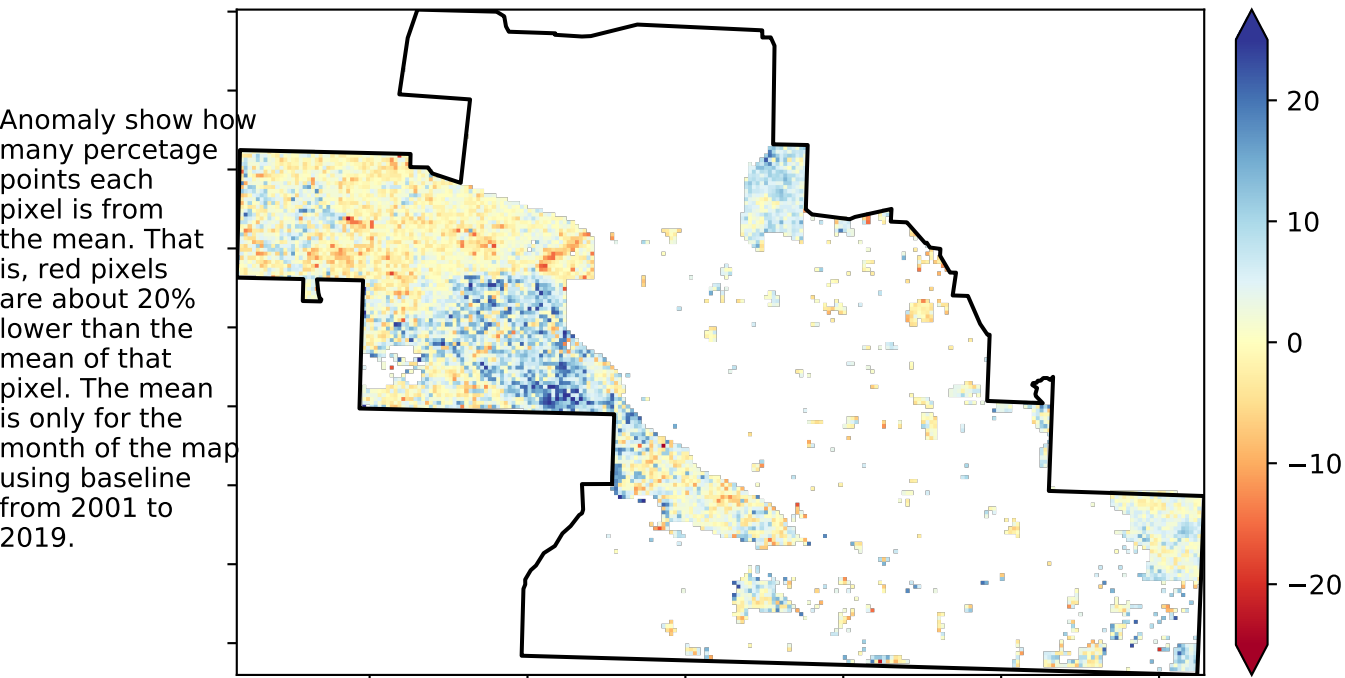 Anomaly show how
many percetage
points each
pixel is from
the mean. That
is, red pixels
are about 20%
lower than the
mean of that
pixel. The mean
is only for the
month of the map
using baseline
from 2001 to
2019.
20
10
0
−10
−20